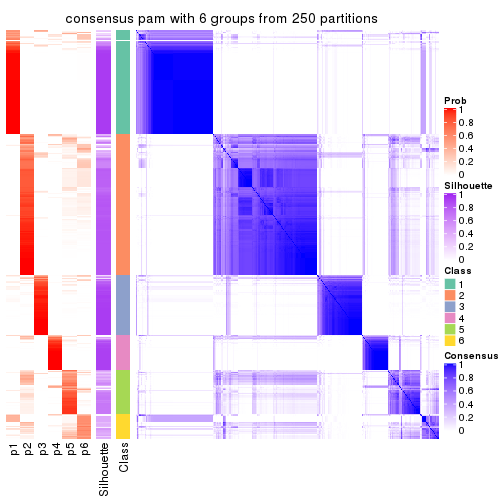 consensus pam with 6 groups from 250 partitions
Prob
1
0.8
0.6
0.4
0.2
0
Silhouette
1
0.8
0.6
0.4
0.2
0
Class
1
2
3
4
5
6
Consensus
1
0.8
0.6
0.4
0.2
0
p1
p2
p3
p4
p5
p6
Silhouette
Class